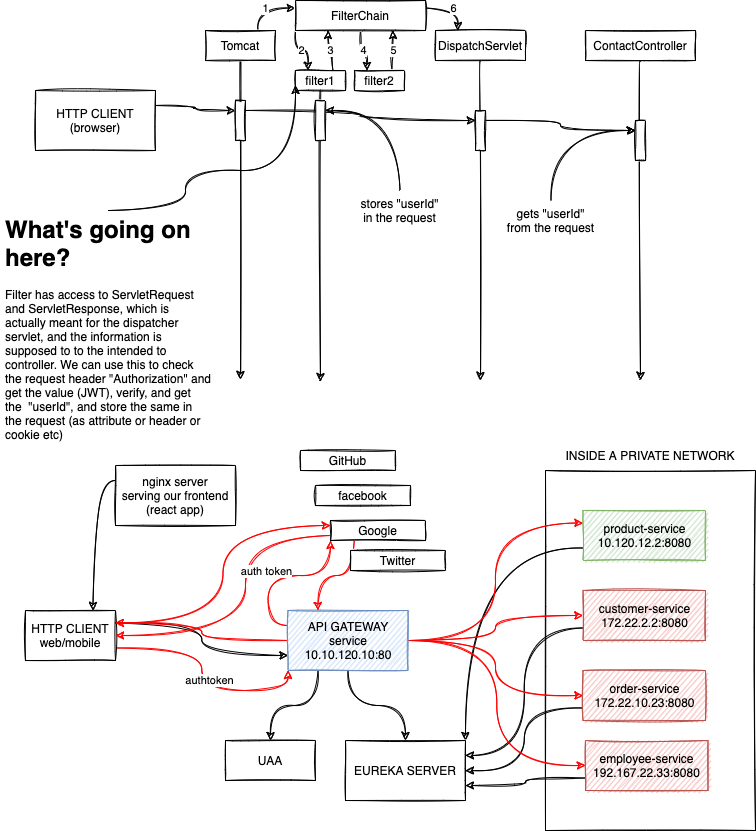 1
FilterChain
6
Tomcat
DispatchServlet
ContactController
2
3
4
5
filter1
filter2
HTTP CLIENT
(browser)
stores "userId"
in the request
gets "userId"
from the request
What's going on
here?
Filter has access to ServletRequest
and ServletResponse, which is
actually meant for the dispatcher
servlet, and the information is
supposed to to the intended to
controller. We can use this to check
the request header "Authorization" and
get the value (JWT), verify, and get
the "userId", and store the same in
the request (as attribute or header or
cookie etc)
GitHub
INSIDE A PRIVATE NETWORK
nginx server
serving our frontend
(react app)
facebook
Google
Twitter
auth token
product-service
10.120.12.2:8080
HTTP CLIENT
web/mobile
API GATEWAY
service
10.10.120.10:80
customer-service
172.22.2.2:8080
authtoken
order-service
172.22.10.23:8080
UAA
EUREKA SERVER
employee-service
192.167.22.33:8080